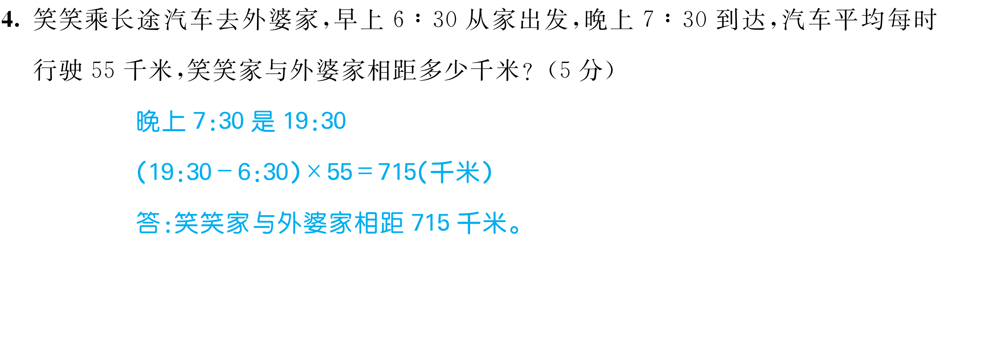 4. 笑笑乘长途汽车去外婆家,早上 6：30 从家出发,晚上 7：30 到达,汽车平均每时
行驶 55 千米,笑笑家与外婆家相距多少千米?（5 分）
晚上 7:30 是 19:30
(19:30－6:30)×55＝715(千米)
答:笑笑家与外婆家相距 715 千米。